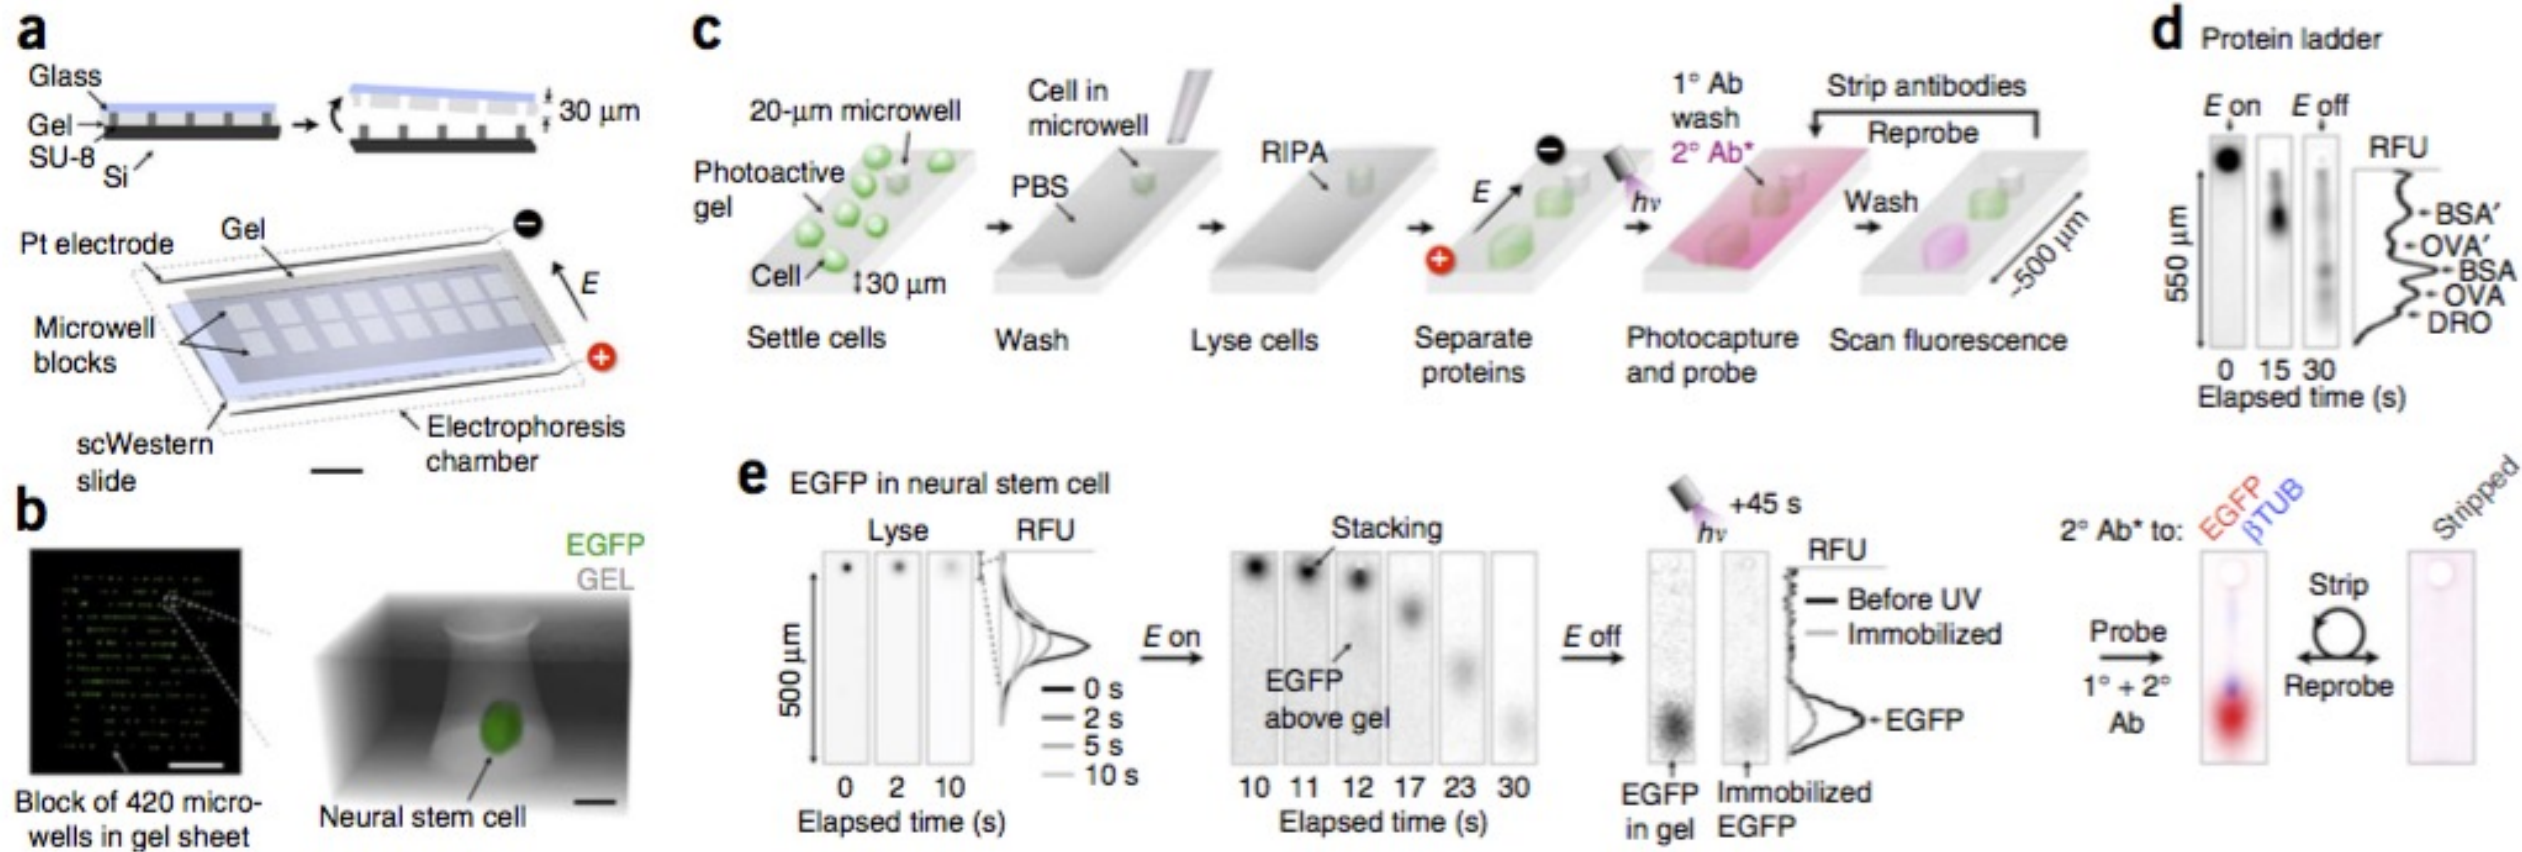 a
Glass
Gel
SU-8
Si
30 μm
Pt electrode
Gel
−
E
Microwell
blocks
+
scWestern
slide
Electrophoresis
chamber
b
EGFP
GEL
Block of 420 micro-
wells in gel sheet
Neural stem cell
c
20-μm microwell
Photoactive
gel
Cell
30 μm
Settle cells
Cell in
microwell
PBS
Wash
RIPA
Lyse cells
−
E
+
hν
Separate
proteins
1° Ab
wash
2° Ab*
Photocapture
and probe
Strip antibodies
Reprobe
Wash
~500 μm
Scan fluorescence
d
Protein ladder
E on
E off
RFU
550 μm
BSA′
OVA′
BSA
OVA
DRO
0 15 30
Elapsed time (s)
e
EGFP in neural stem cell
Lyse
RFU
500 μm
0 s
2 s
5 s
10 s
0 2 10
Elapsed time (s)
E on
Stacking
EGFP
above gel
10 11 12 17 23 30
Elapsed time (s)
E off
hν
+45 s
RFU
Before UV
Immobilized
EGFP
EGFP
in gel
Immobilized
EGFP
2° Ab* to:
EGFP
βTUB
Stripped
Probe
1° + 2°
Ab
Strip
Reprobe